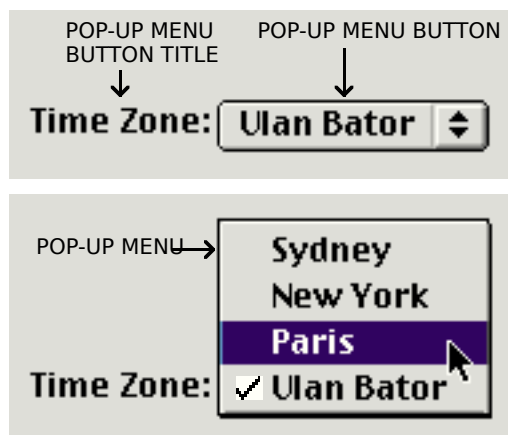 POP-UP MENU
BUTTON TITLE
POP-UP MENU BUTTON
Time Zone: Ulan Bator
POP-UP MENU
Sydney
New York
Paris
Time Zone: Ulan Bator